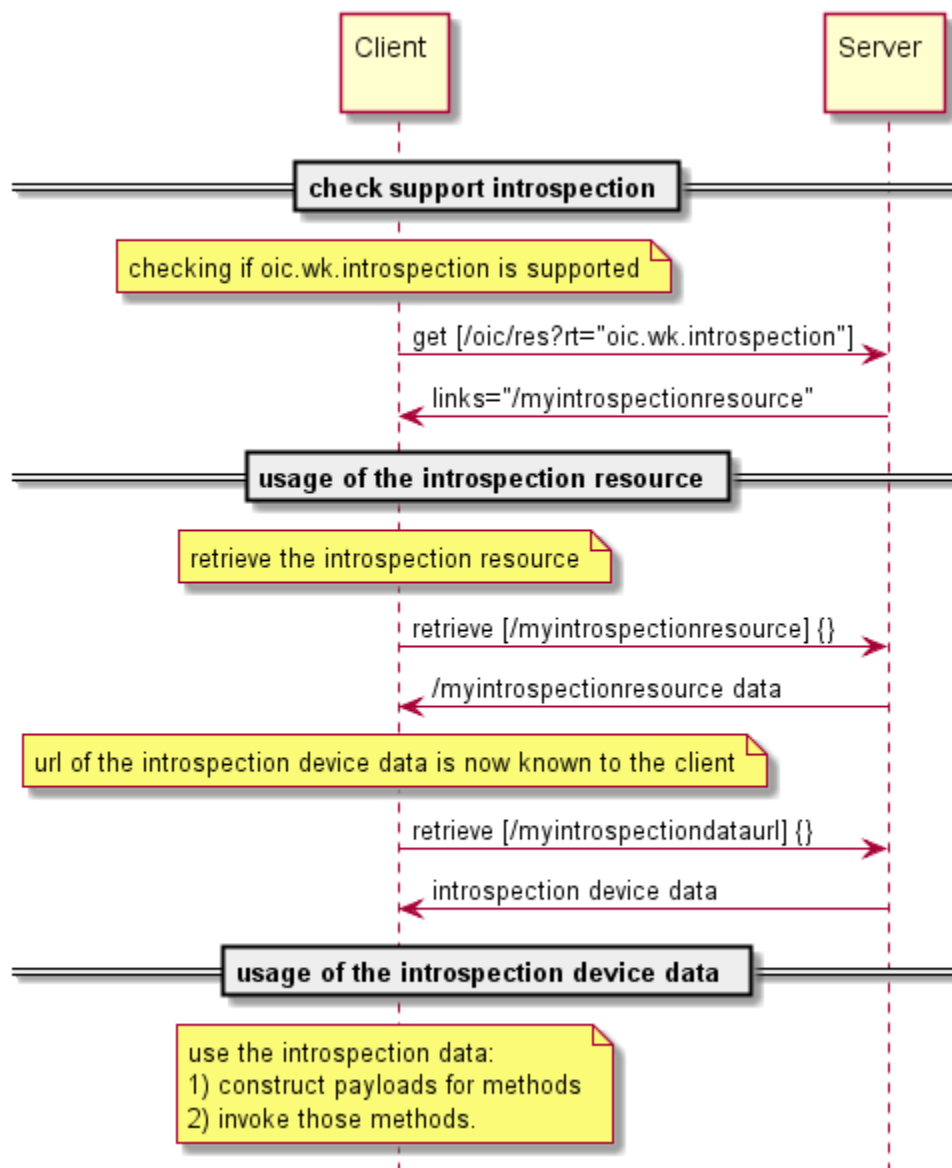 Client
Server
check support introspection
checking if oic.wk.introspection is supported
get [/oic/res?rt="oic.wk.introspection"]
links="/myintrospectionresource"
usage of the introspection resource
retrieve the introspection resource
retrieve [/myintrospectionresource] {}
/myintrospectionresource data
url of the introspection device data is now known to the client
retrieve [/myintrospectiondataurl] {}
introspection device data
usage of the introspection device data
use the introspection data:
1) construct payloads for methods
2) invoke those methods.